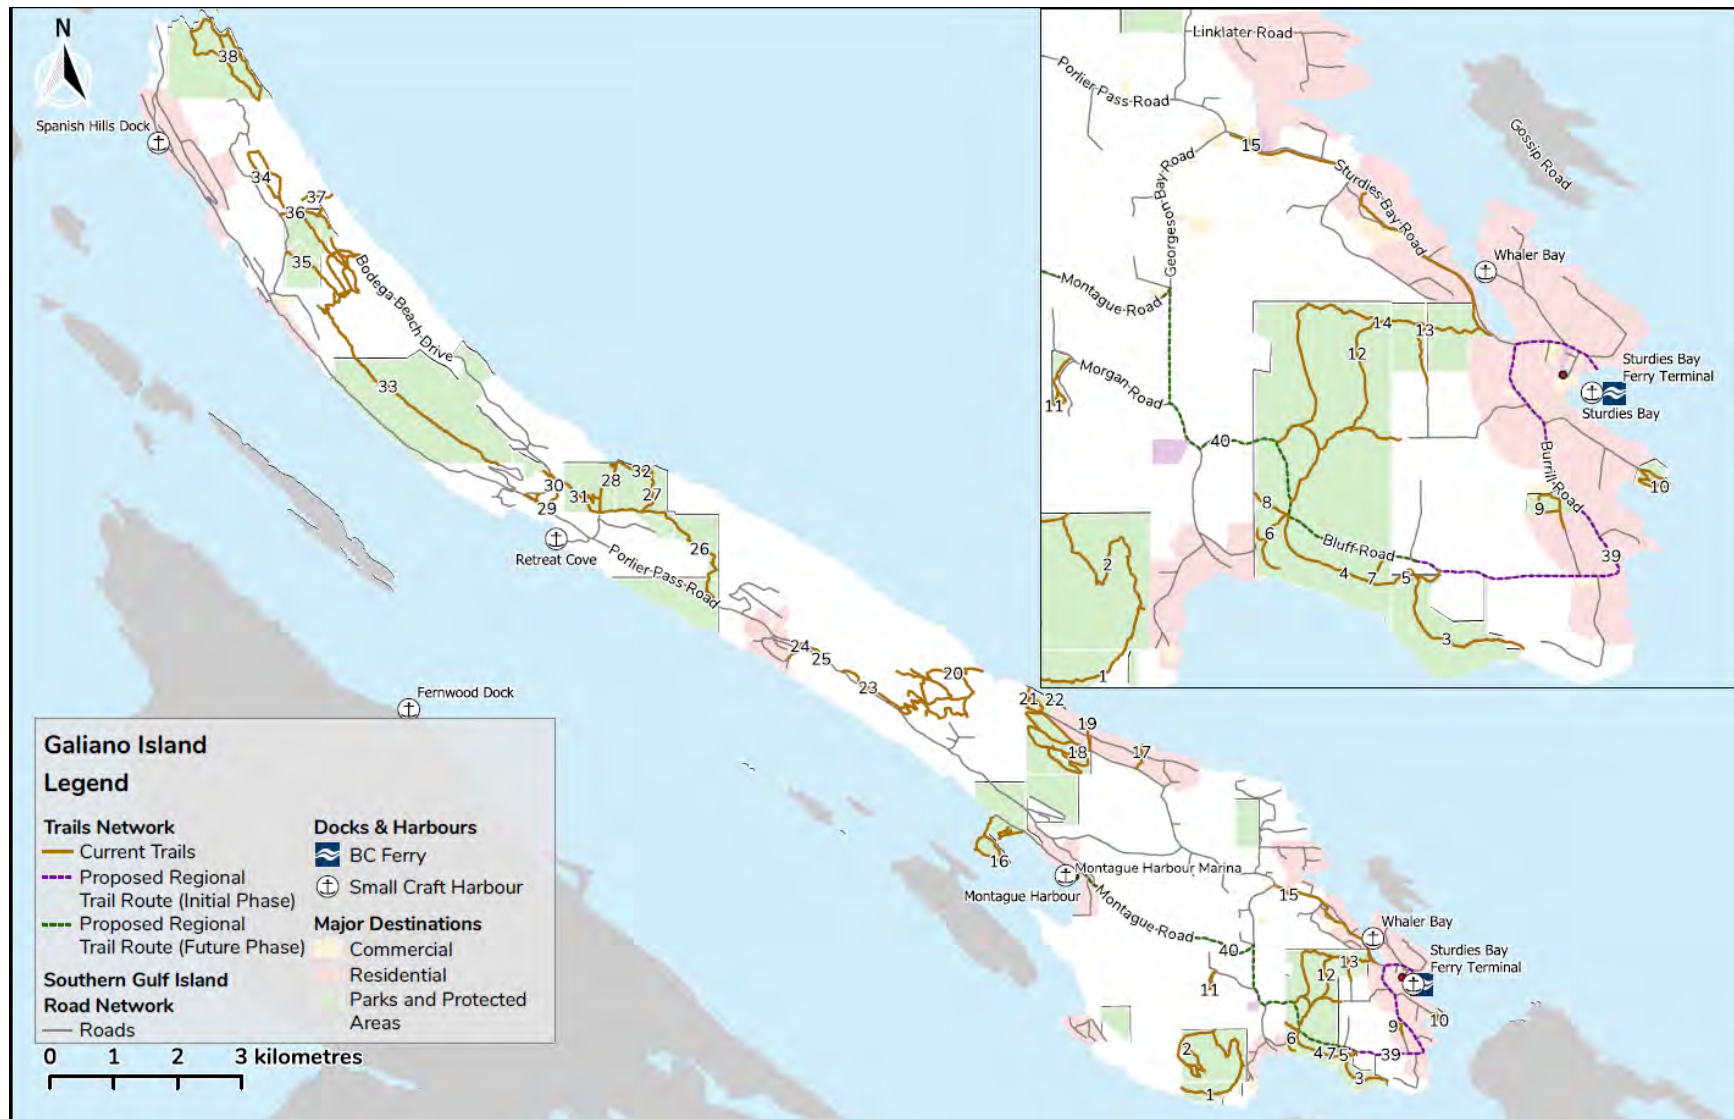 N
38
Spanish Hills Dock
34
37
36
35
Bodega Beach Drive
33
30
29
31
28
32
27
26
Retreat Cove
Porlier Pass Road
24
25
23
20
21
22
19
18
17
16
Fernwood Dock
Montague Harbour Marina
Montague Harbour
Montague Road
15
Whaler Bay
Sturdies Bay
Ferry Terminal
40
13
12
11
10
9
6
4
7
5
39
3
2
1
Linklater Road
Porlier Pass Road
Gossip Road
15
Georgeson Bay Road
Sturdies Bay Road
Whaler Bay
Montague Road
14
13
12
Sturdies Bay
Ferry Terminal
Sturdies Bay
Morgan Road
11
40
Burrill Road
10
9
8
6
Bluff Road
39
2
4
7
5
3
1
Galiano Island
Legend
Trails Network
Current Trails
Proposed Regional
Trail Route (Initial Phase)
Proposed Regional
Trail Route (Future Phase)
Southern Gulf Island
Road Network
Roads
Docks & Harbours
BC Ferry
Small Craft Harbour
Major Destinations
Commercial
Residential
Parks and Protected
Areas
0 1 2 3 kilometres